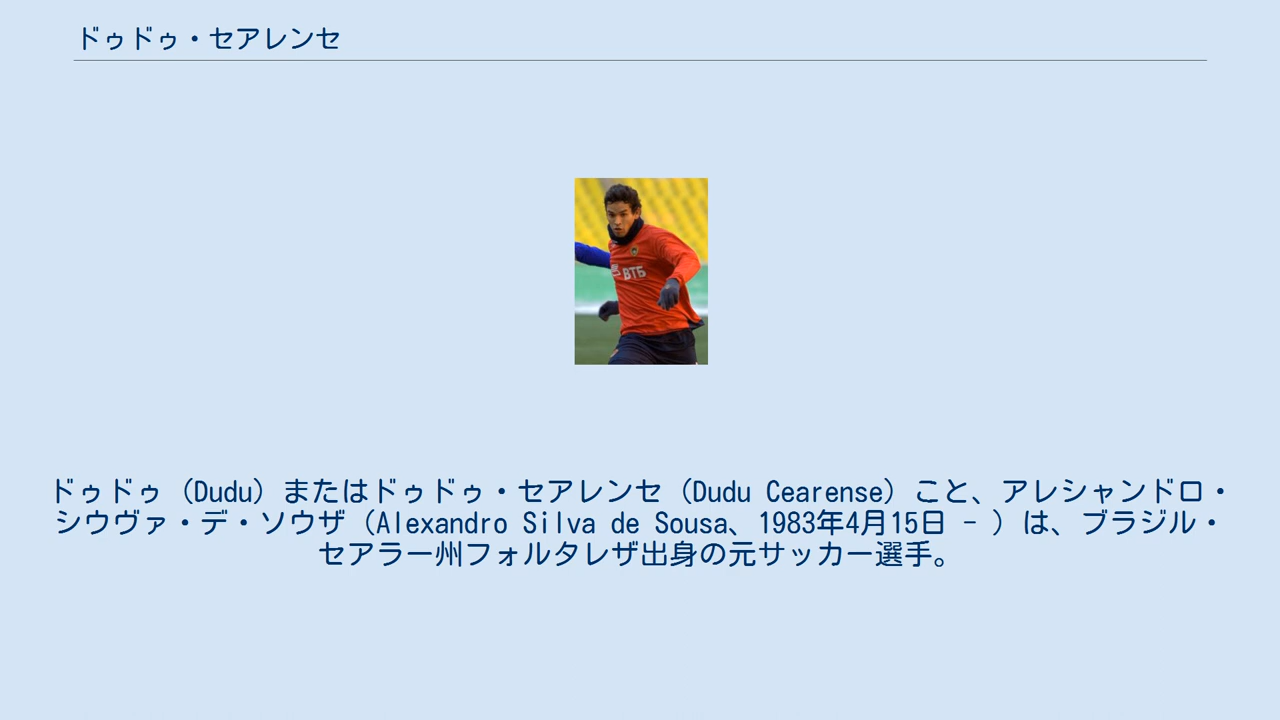 ドゥドゥ・セアレンセ
ВТБ
ドゥドゥ（Dudu）またはドゥドゥ・セアレンセ（Dudu Cearense）こと、アレシャンドロ・
シウヴァ・デ・ソウザ（Alexandro Silva de Sousa、1983年4月15日 - ）は、ブラジル・
セアラー州フォルタレザ出身の元サッカー選手。